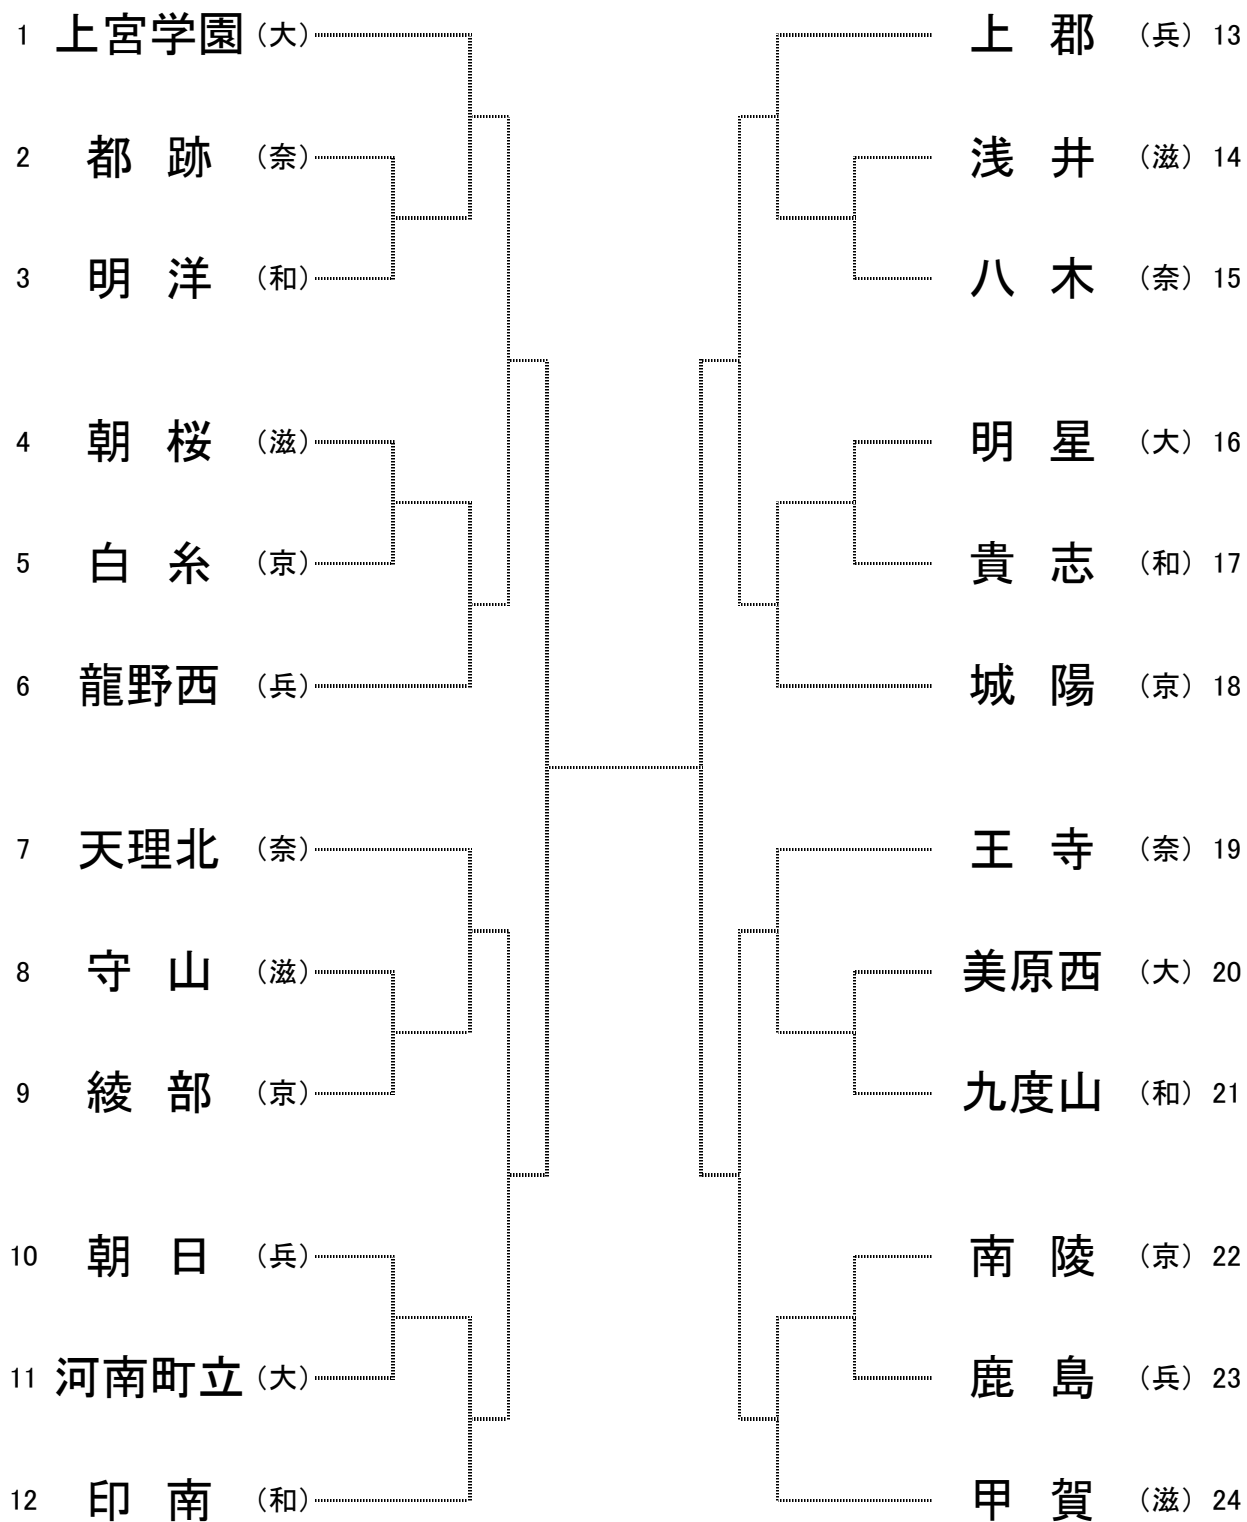 1 上宮学園 （大）
2 都 跡 （奈）
3 明 洋 （和）
4 朝 桜 （滋）
5 白 糸 （京）
6 龍野西 （兵）
7 天理北 （奈）
8 守 山 （滋）
9 綾 部 （京）
10 朝 日 （兵）
11 河南町立 （大）
12 印 南 （和）
上 郡 （兵） 13
浅 井 （滋） 14
八 木 （奈） 15
明 星 （大） 16
貴 志 （和） 17
城 陽 （京） 18
王 寺 （奈） 19
美原西 （大） 20
九度山 （和） 21
南 陵 （京） 22
鹿 島 （兵） 23
甲 賀 （滋） 24